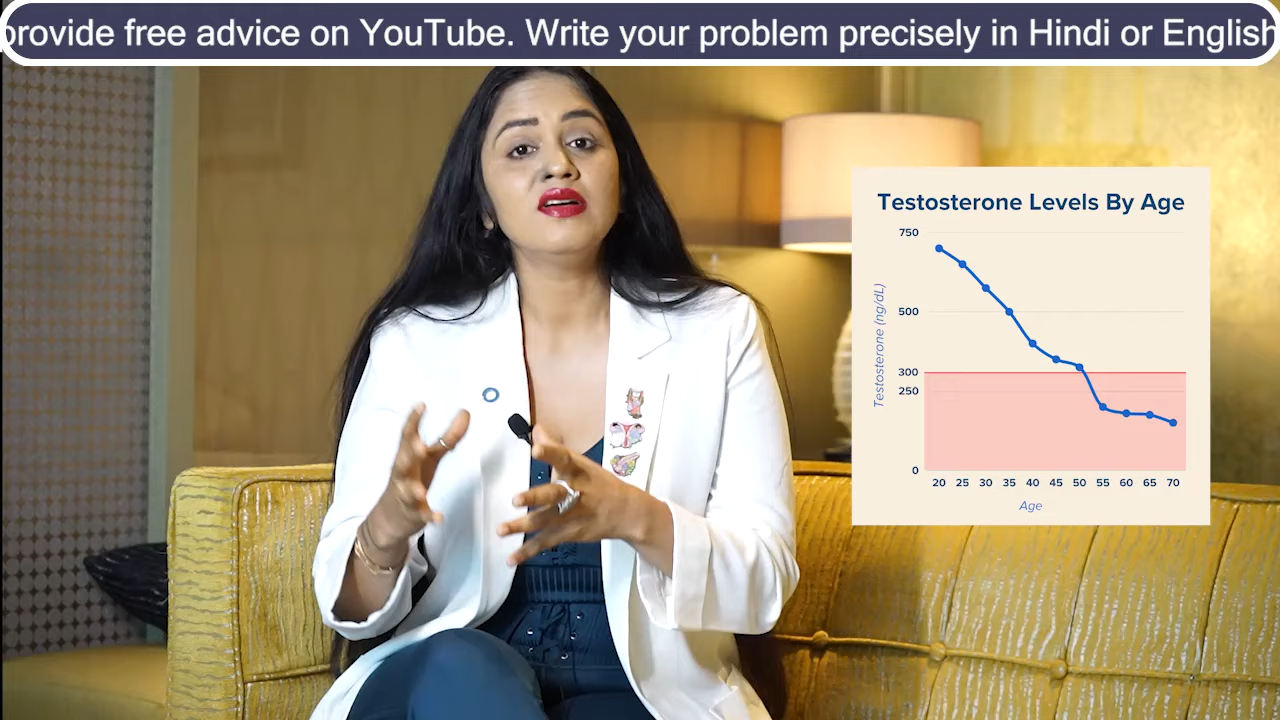 provide free advice on YouTube. Write your problem precisely in Hindi or English
Testosterone Levels By Age
Testosterone (ng/dL)
750
500
300
250
0
20 25 30 35 40 45 50 55 60 65 70
Age